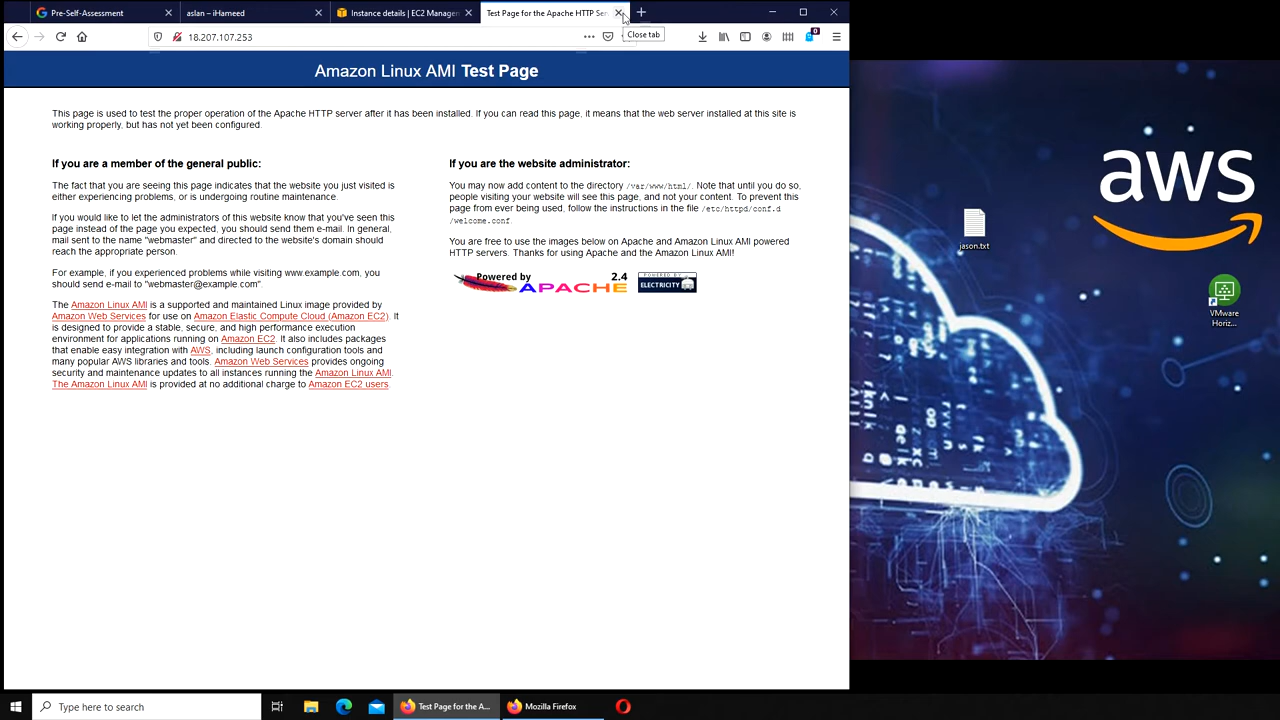 Pre-Self-Assessment
aslan – iHameed
Instance details | EC2 Managem
Test Page for the Apache HTTP Ser
Close tab
18.207.107.253
0
Amazon Linux AMI Test Page
This page is used to test the proper operation of the Apache HTTP server after it has been installed. If you can read this page, it means that the web server installed at this site is
working properly, but has not yet been configured.
If you are a member of the general public:
The fact that you are seeing this page indicates that the website you just visited is
either experiencing problems, or is undergoing routine maintenance.
If you would like to let the administrators of this website know that you've seen this
page instead of the page you expected, you should send them e-mail. In general,
mail sent to the name "webmaster" and directed to the website's domain should
reach the appropriate person.
For example, if you experienced problems while visiting www.example.com, you
should send e-mail to "webmaster@example.com".
The Amazon Linux AMI is a supported and maintained Linux image provided by
Amazon Web Services for use on Amazon Elastic Compute Cloud (Amazon EC2). It
is designed to provide a stable, secure, and high performance execution
environment for applications running on Amazon EC2. It also includes packages
that enable easy integration with AWS, including launch configuration tools and
many popular AWS libraries and tools. Amazon Web Services provides ongoing
security and maintenance updates to all instances running the Amazon Linux AMI.
The Amazon Linux AMI is provided at no additional charge to Amazon EC2 users.
If you are the website administrator:
You may now add content to the directory /var/www/html/. Note that until you do so,
people visiting your website will see this page, and not your content. To prevent this
page from ever being used, follow the instructions in the file /etc/httpd/conf.d
/welcome.conf.
You are free to use the images below on Apache and Amazon Linux AMI powered
HTTP servers. Thanks for using Apache and the Amazon Linux AMI!
Powered by 2.4
APACHE
POWERED BY
ELECTRICITY
aws
jason.txt
VMware
Horiz...
Type here to search
Test Page for the A...
Mozilla Firefox